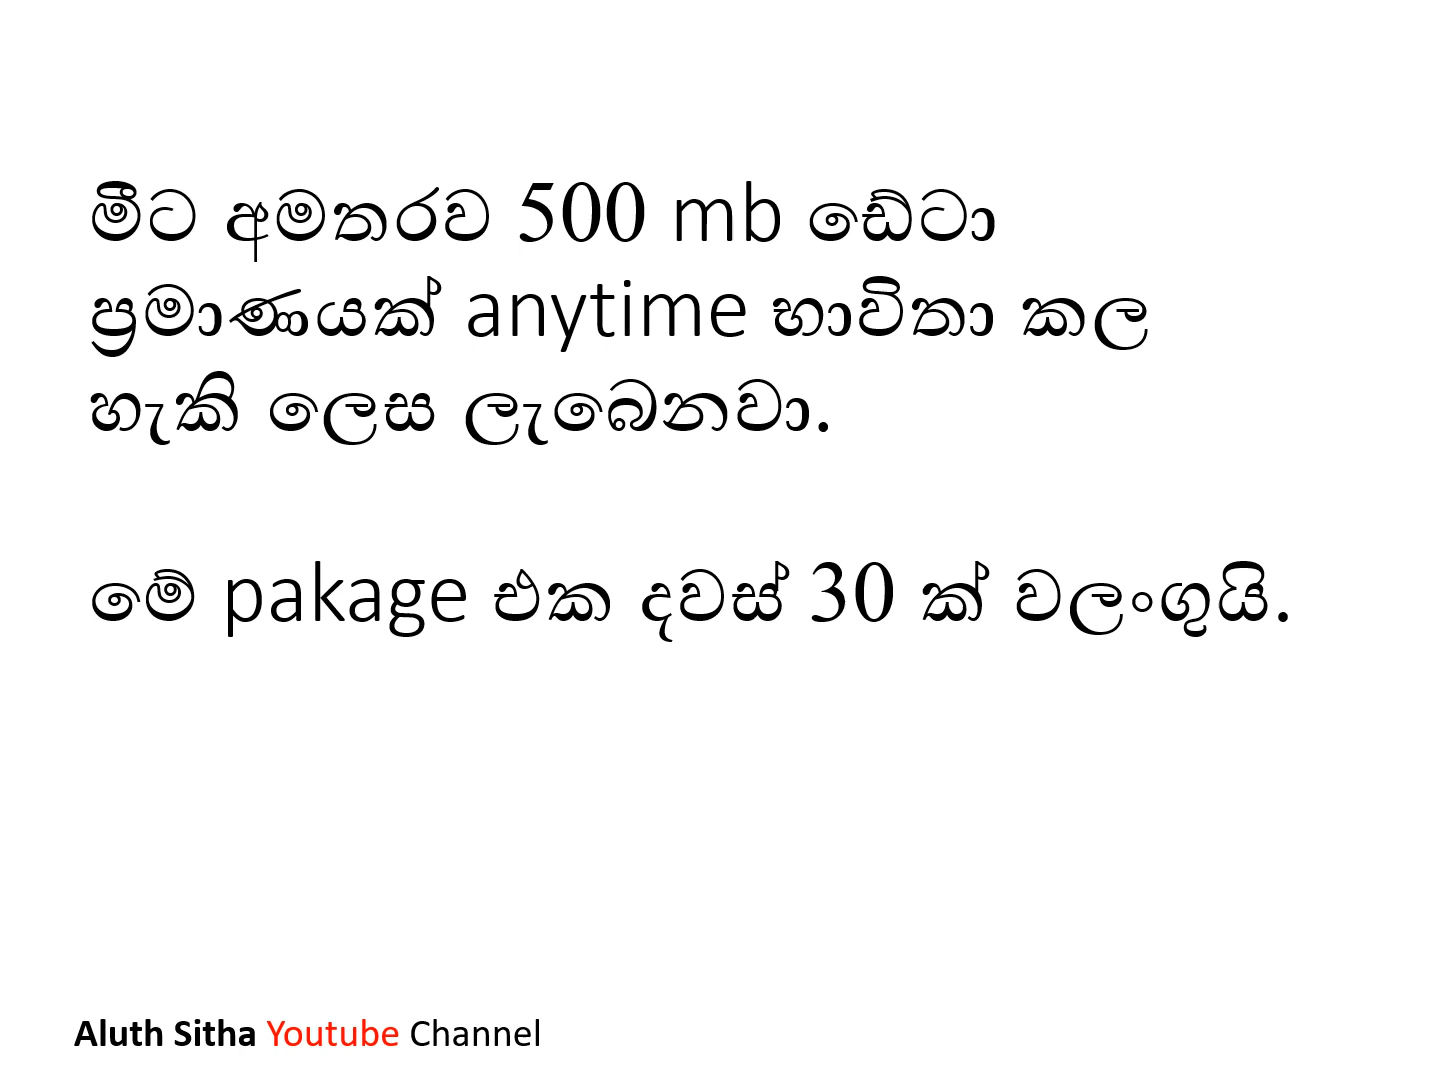 මීට අමතරව 500 mb ඩේටා
ප්‍රමාණයක් anytime භාවිතා කල
හැකි ලෙස ලැබෙනවා.
මේ pakage එක දවස් 30 ක් වලංගුයි.
Aluth Sitha Youtube Channel